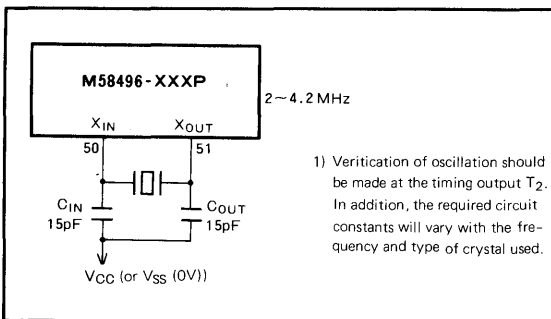 M58496-XXXP
2~4.2 MHz
XIN XOUT
50 51
CIN
15pF
COUT
15pF
VCC (or VSS (0V))
1) Veritication of oscillation should
be made at the timing output T2.
In addition, the required circuit
constants will vary with the fre-
quency and type of crystal used.